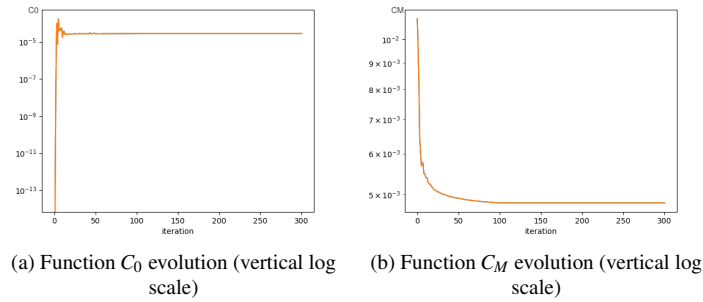 C0
10⁻⁵
10⁻⁷
10⁻⁹
10⁻¹¹
10⁻¹³
0 50 100 150 200 250 300
iteration
(a) Function C₀ evolution (vertical log
scale)
CM
10⁻²
9 × 10⁻³
8 × 10⁻³
7 × 10⁻³
6 × 10⁻³
5 × 10⁻³
0 50 100 150 200 250 300
iteration
(b) Function C_M evolution (vertical log
scale)